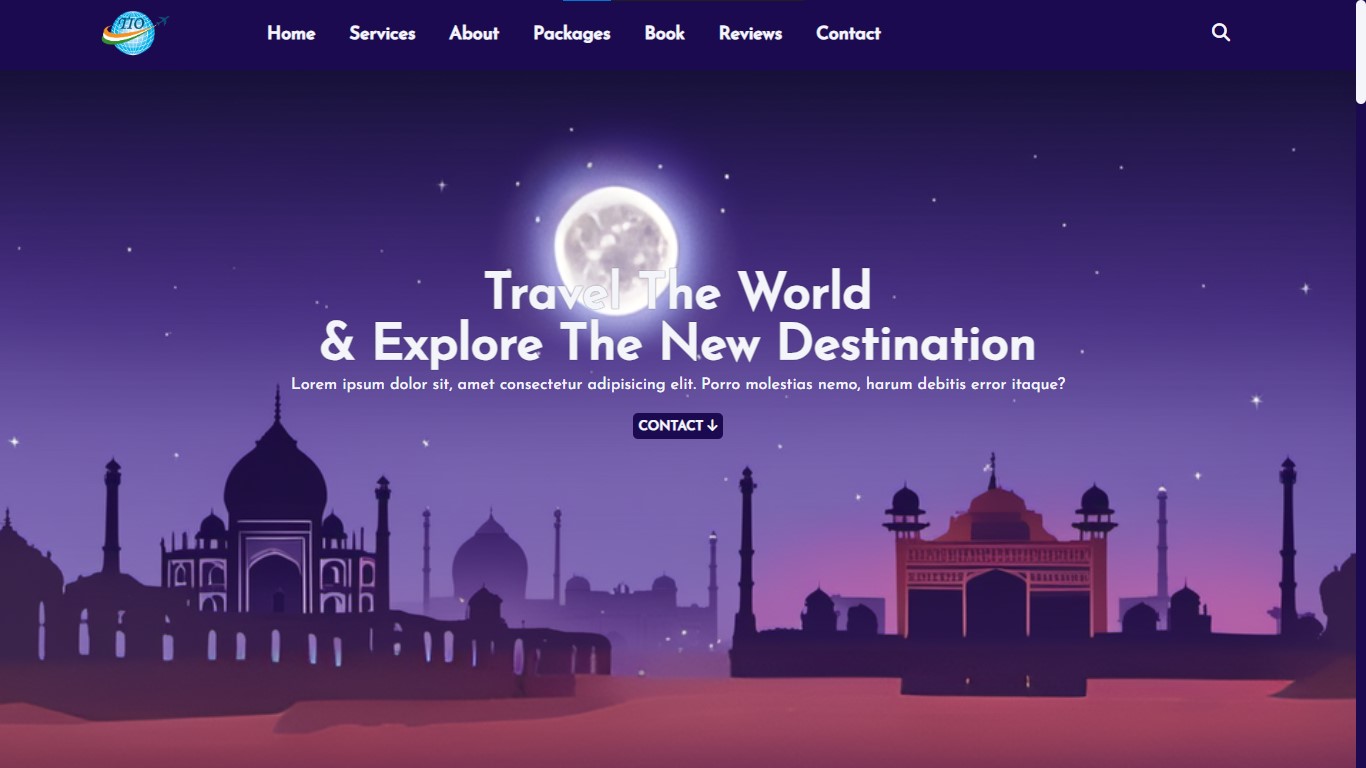 TIO
Home Services About Packages Book Reviews Contact
Travel The World
& Explore The New Destination
Lorem ipsum dolor sit, amet consectetur adipisicing elit. Porro molestias nemo, harum debitis error itaque?
CONTACT ↓